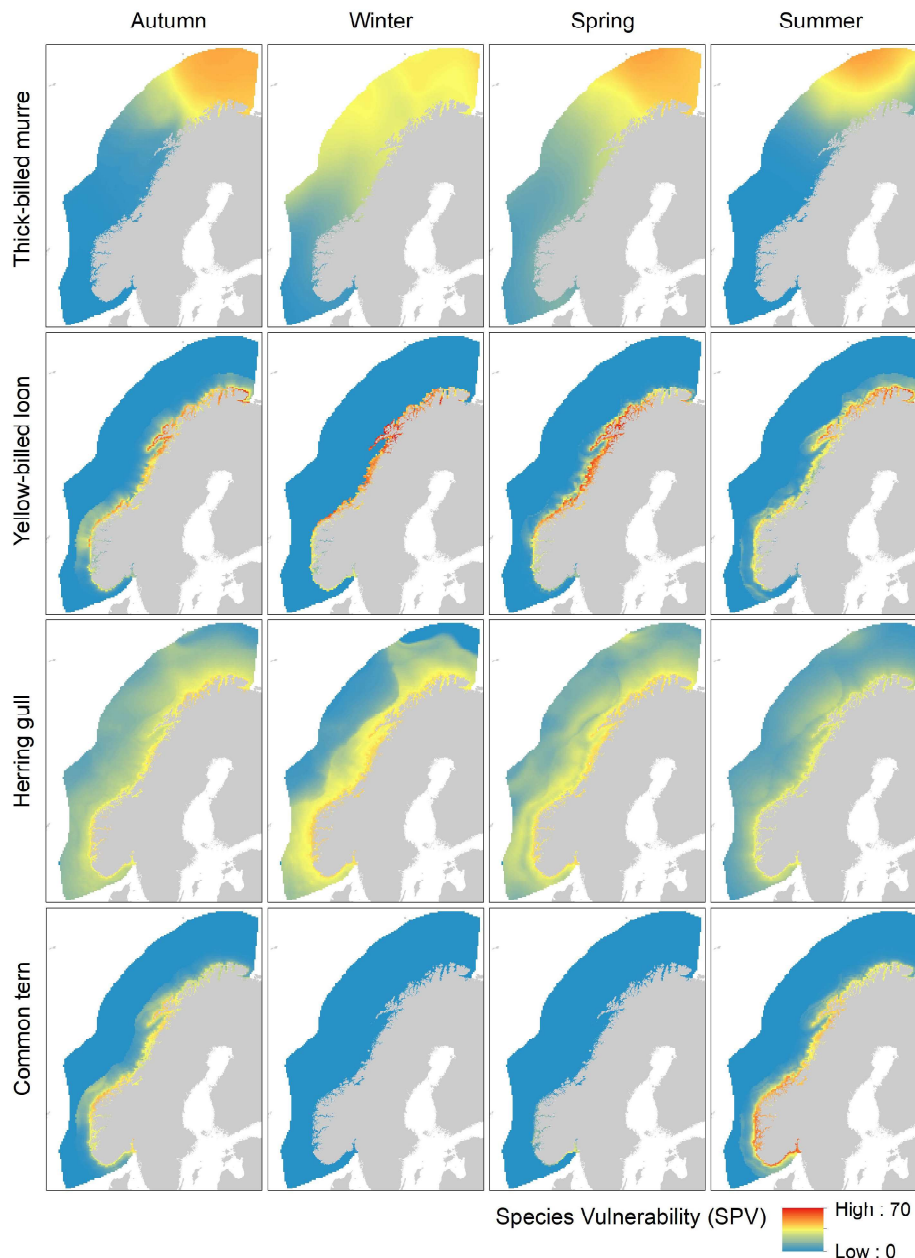 Autumn Winter Spring Summer
Thick-billed murre
Yellow-billed loon
Herring gull
Common tern
Species Vulnerability (SPV)
High : 70
Low : 0